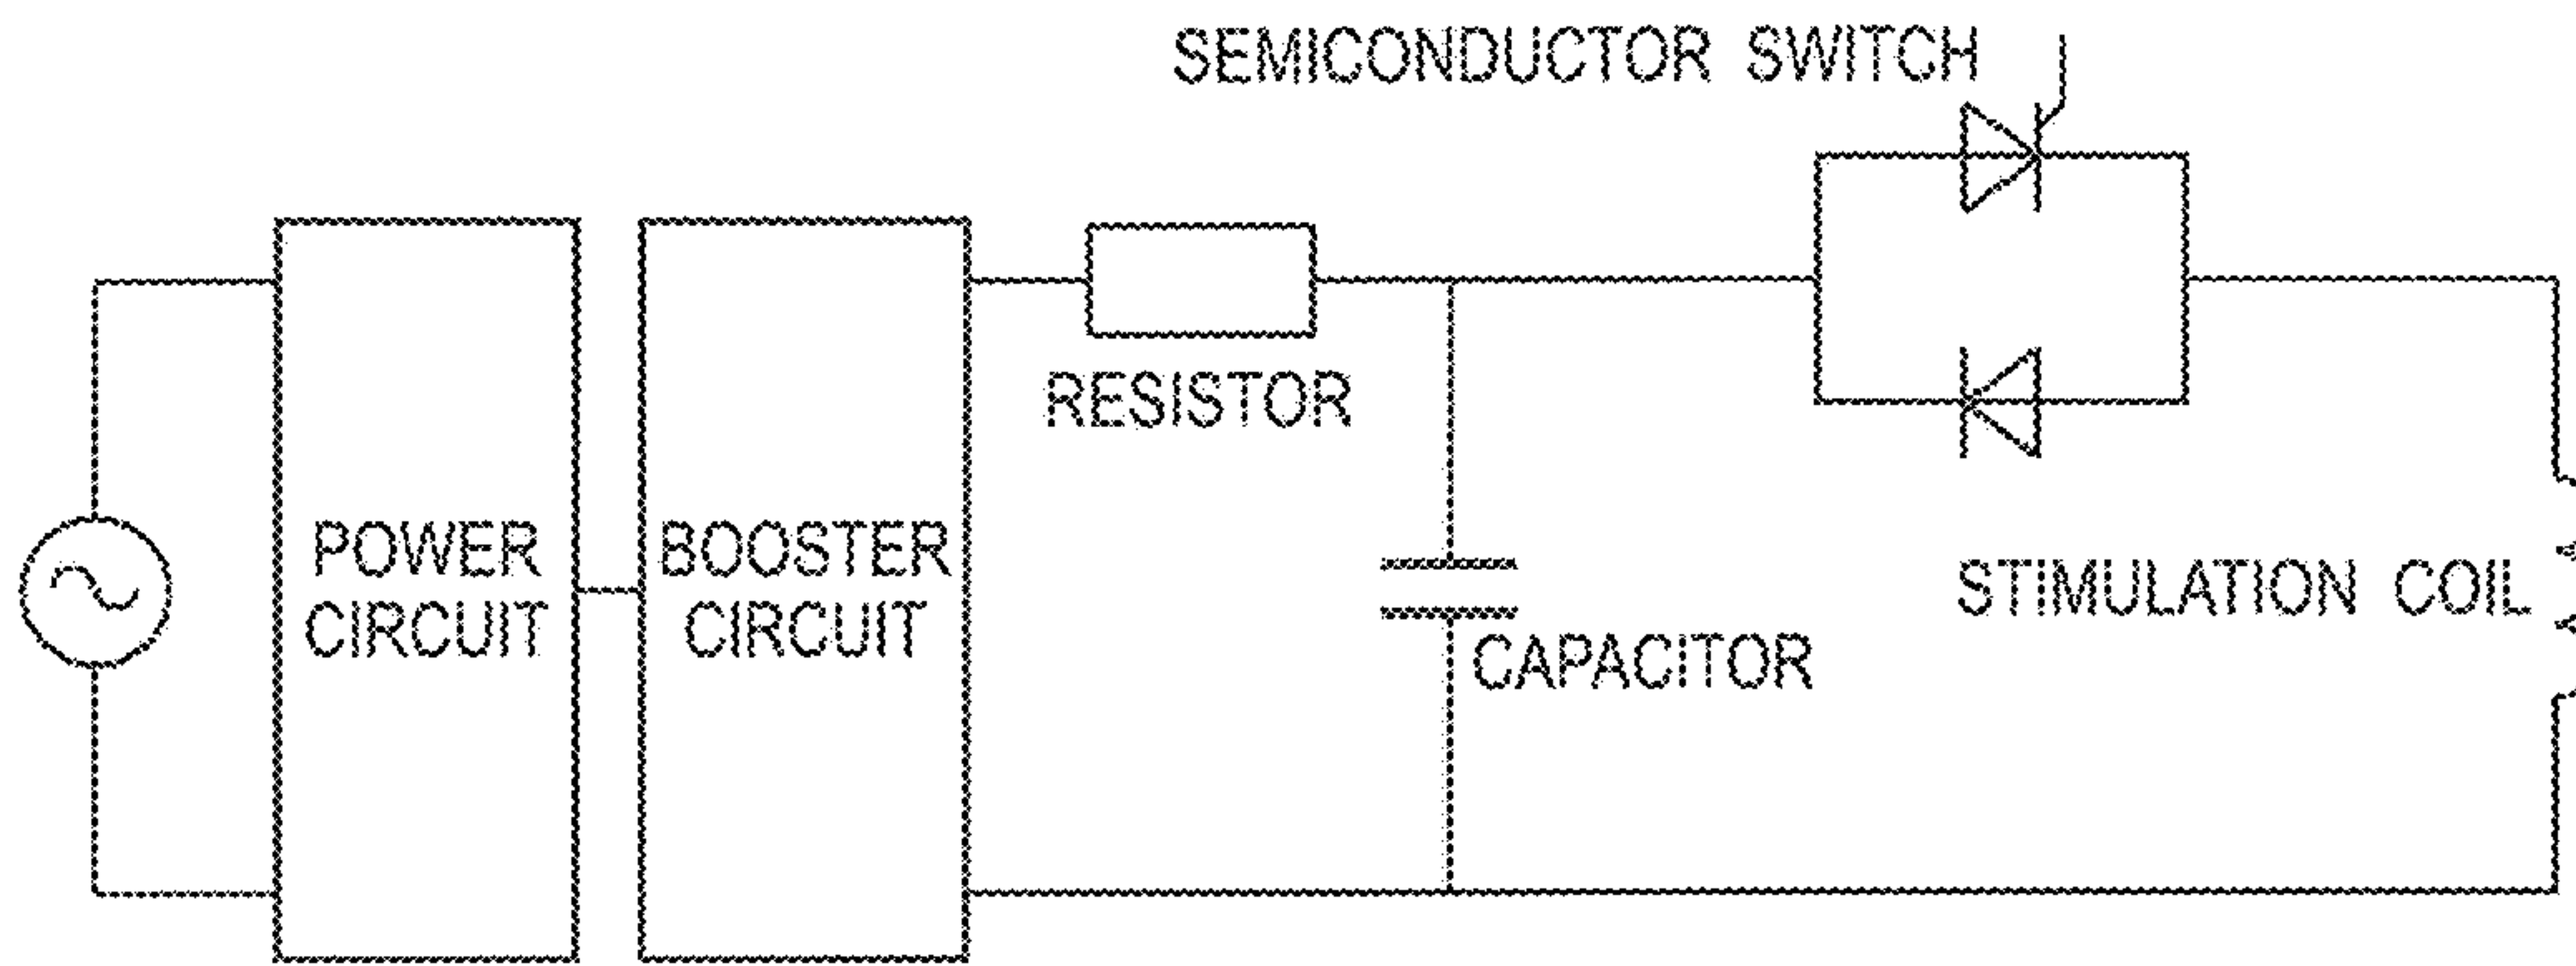 SEMICONDUCTOR SWITCH
RESISTOR
POWER
CIRCUIT
BOOSTER
CIRCUIT
STIMULATION COIL
CAPACITOR